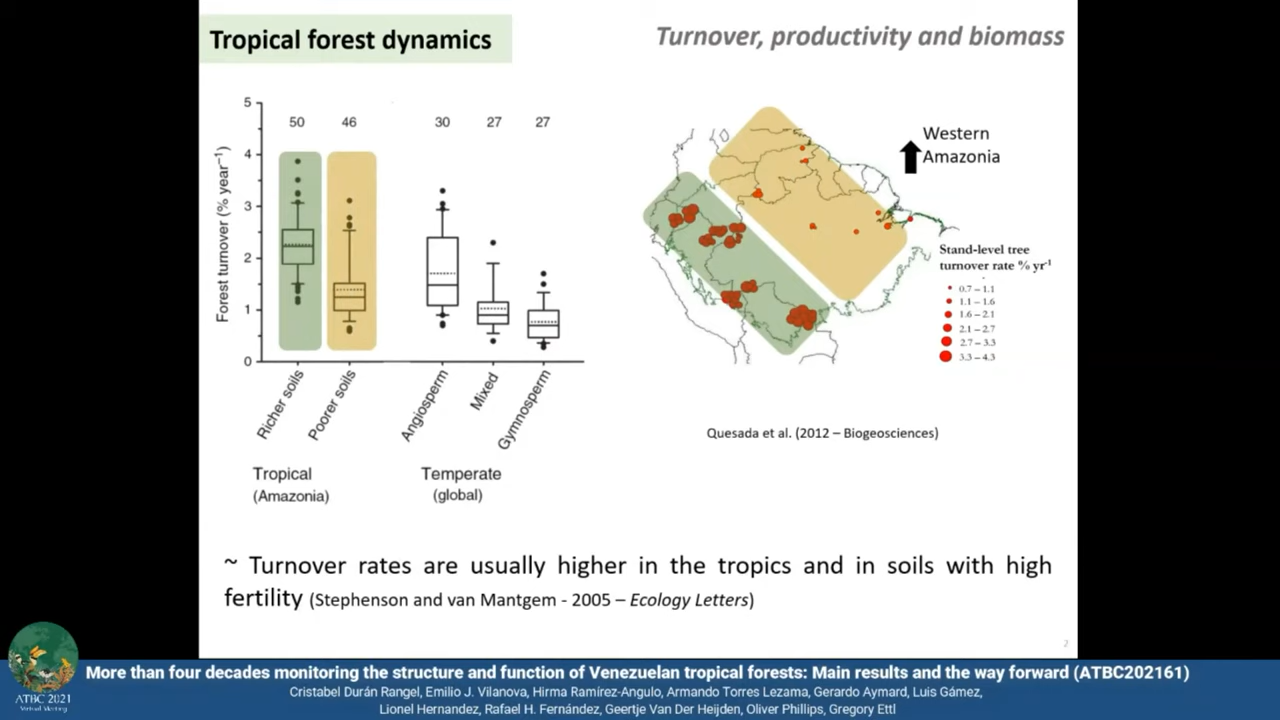 Tropical forest dynamics
Turnover, productivity and biomass
5
4
3
2
1
0
Forest turnover (% year⁻¹)
50
46
30
27
27
Richer soils
Poorer soils
Angiosperm
Mixed
Gymnosperm
Tropical
(Amazonia)
Temperate
(global)
Western
Amazonia
Stand-level tree
turnover rate % yr⁻¹
0.7 – 1.1
1.1 – 1.6
1.6 – 2.1
2.1 – 2.7
2.7 – 3.3
3.3 – 4.3
Quesada et al. (2012 – Biogeosciences)
~ Turnover rates are usually higher in the tropics and in soils with high
fertility (Stephenson and van Mantgem - 2005 – Ecology Letters)
2
More than four decades monitoring the structure and function of Venezuelan tropical forests: Main results and the way forward (ATBC202161)
Cristabel Durán Rangel, Emilio J. Vilanova, Hirma Ramírez-Angulo, Armando Torres Lezama, Gerardo Aymard, Luis Gámez,
Lionel Hernandez, Rafael H. Fernández, Geertje Van Der Heijden, Oliver Phillips, Gregory Ettl
ATBC 2021
Virtual Meeting